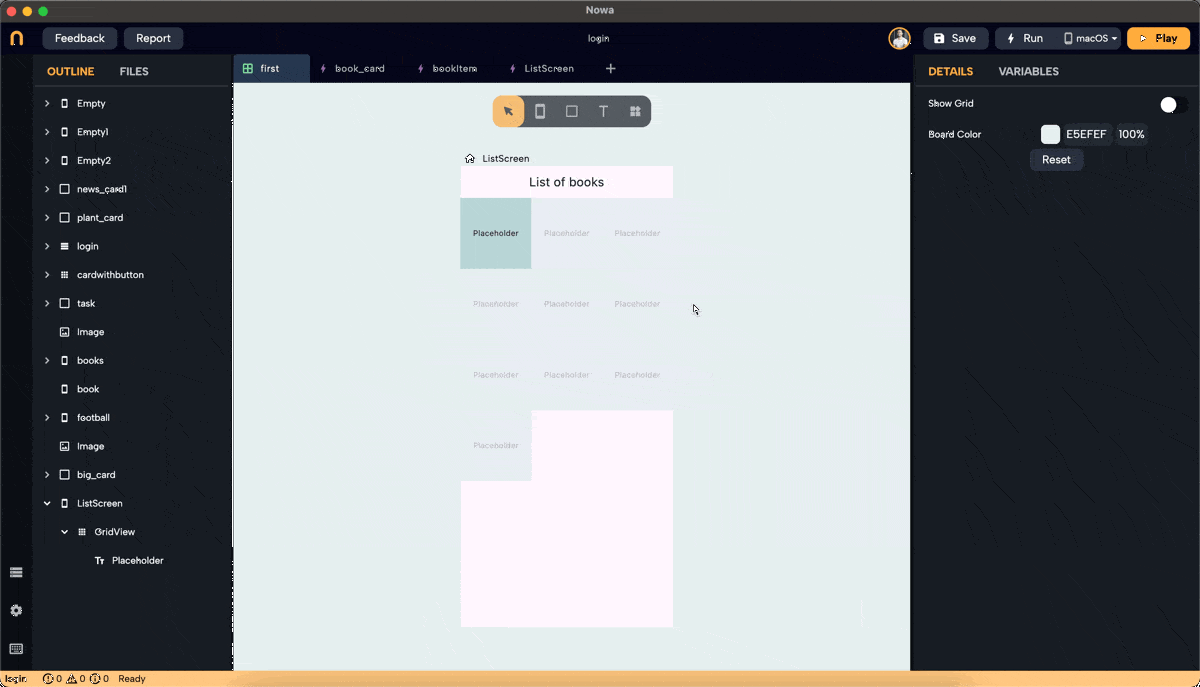 Nowa
Feedback
Report
login
Save
Run
macOS
Play
OUTLINE
FILES
first
book_card
bookItem
ListScreen
DETAILS
VARIABLES
Empty
Empty1
Empty2
news_card1
plant_card
login
cardwithbutton
task
Image
books
book
football
Image
big_card
ListScreen
GridView
Placeholder
T
ListScreen
List of books
Placeholder Placeholder Placeholder
Placeholder Placeholder Placeholder
Placeholder Placeholder Placeholder
Placeholder
Show Grid
Board Color
E5EFEF
100%
Reset
login
0 0 0 Ready